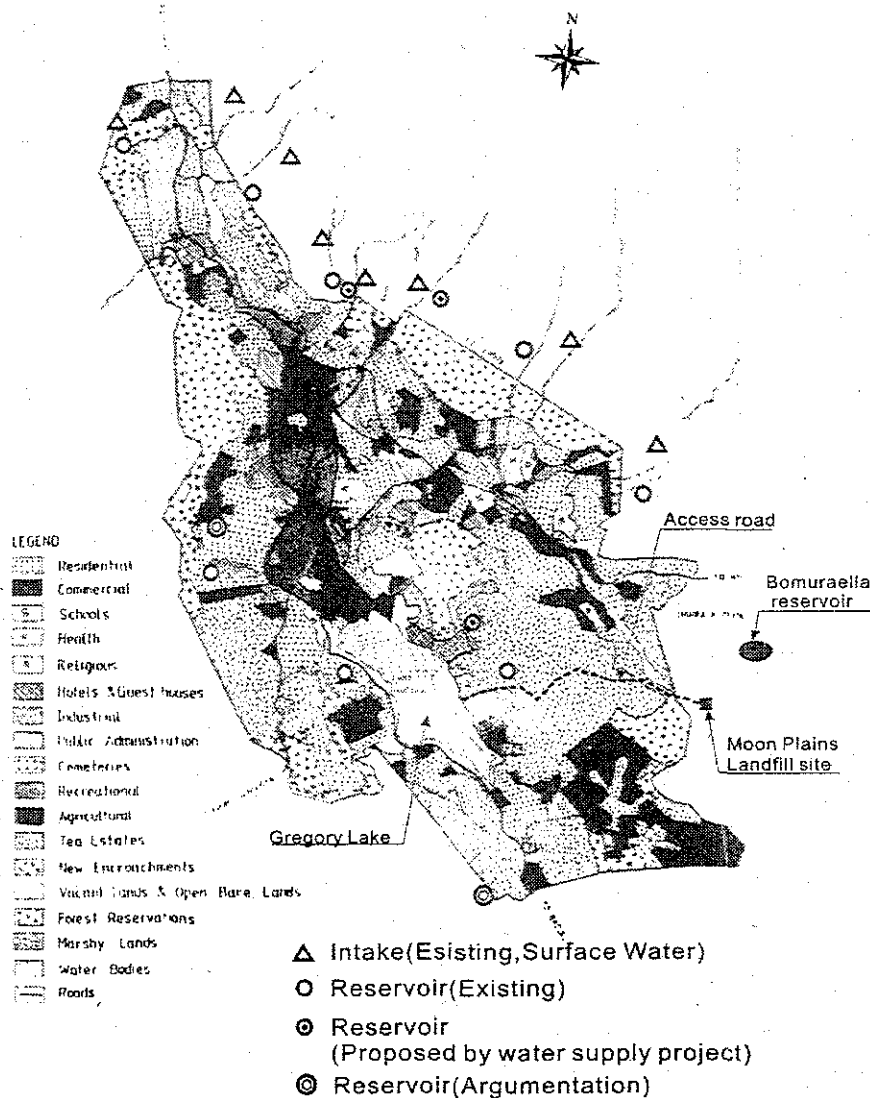 N
Access road
Bomuraella
reservoir
Moon Plains
Landfill site
Gregory Lake
LEGEND
Residential
Commercial
Schools
Health
Religious
Hotels & Guest houses
Industrial
Public Administration
Cemeteries
Recreational
Agricultural
Tea Estates
New Encroachments
Vacant Lands & Open Bare Lands
Forest Reservations
Marshy Lands
Water Bodies
Roads
Intake(Esisting,Surface Water)
Reservoir(Existing)
Reservoir
(Proposed by water supply project)
Reservoir(Argumentation)